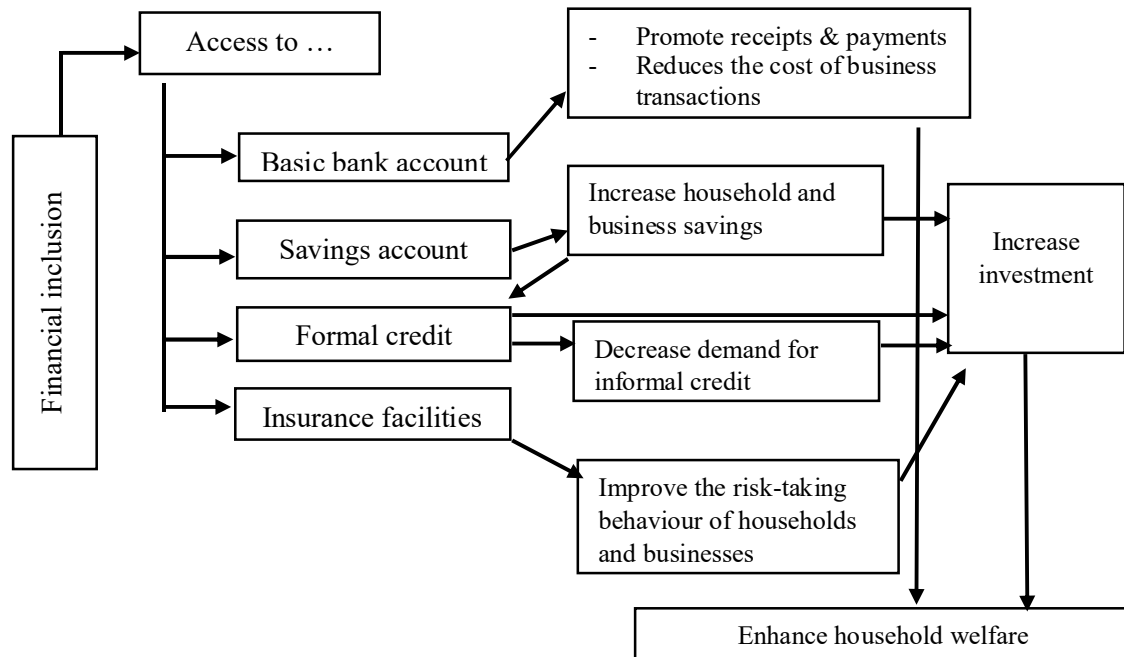 Financial inclusion
Access to …
- Promote receipts & payments
- Reduces the cost of business
transactions
Basic bank account
Increase household and
business savings
Savings account
Increase
investment
Formal credit
Decrease demand for
informal credit
Insurance facilities
Improve the risk-taking
behaviour of households
and businesses
Enhance household welfare